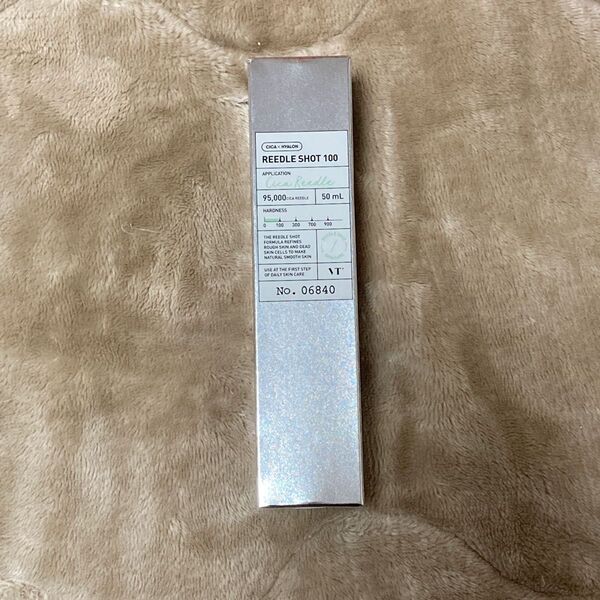 CICA × HYALON
REEDLE SHOT 100
APPLICATION
Cica Reedle
95,000 CICA REEDLE 50 mL
HARDNESS
0 100 300 700 900
THE REEDLE SHOT
FORMULA REFINES
ROUGH SKIN AND DEAD
SKIN CELLS TO MAKE
NATURAL SMOOTH SKIN
USE AT THE FIRST STEP
OF DAILY SKIN CARE
VT
No. 06840